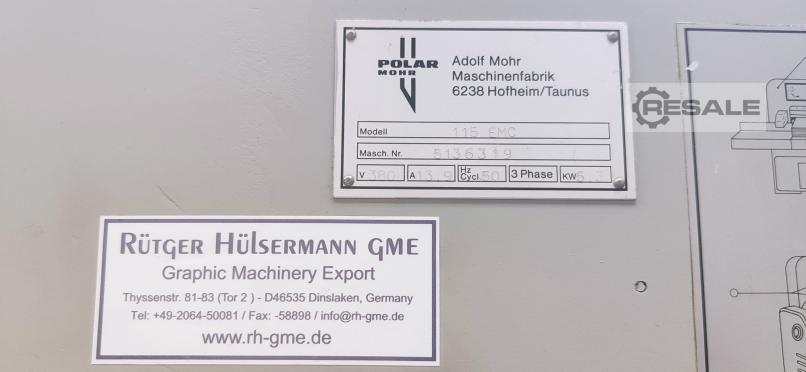 POLAR
MOHR
Adolf Mohr
Maschinenfabrik
6238 Hofheim/Taunus
Modell 115 EMC
Masch. Nr. 5136319
V 380 A 13,9 Hz Cycl. 50 3 Phase KW
RESALE
RÜTGER HÜLSERMANN GME
Graphic Machinery Export
Thyssenstr. 81-83 (Tor 2 ) - D46535 Dinslaken, Germany
Tel: +49-2064-50081 / Fax: -58898 / info@rh-gme.de
www.rh-gme.de